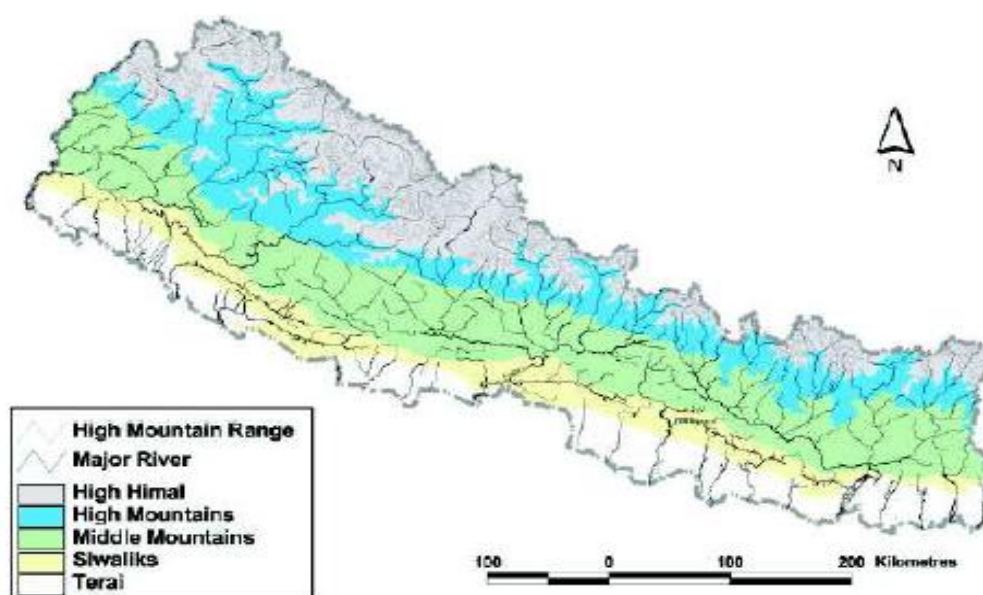 N
High Mountain Range
Major River
High Himal
High Mountains
Middle Mountains
Siwaliks
Terai
100 0 100 200 Kilometres